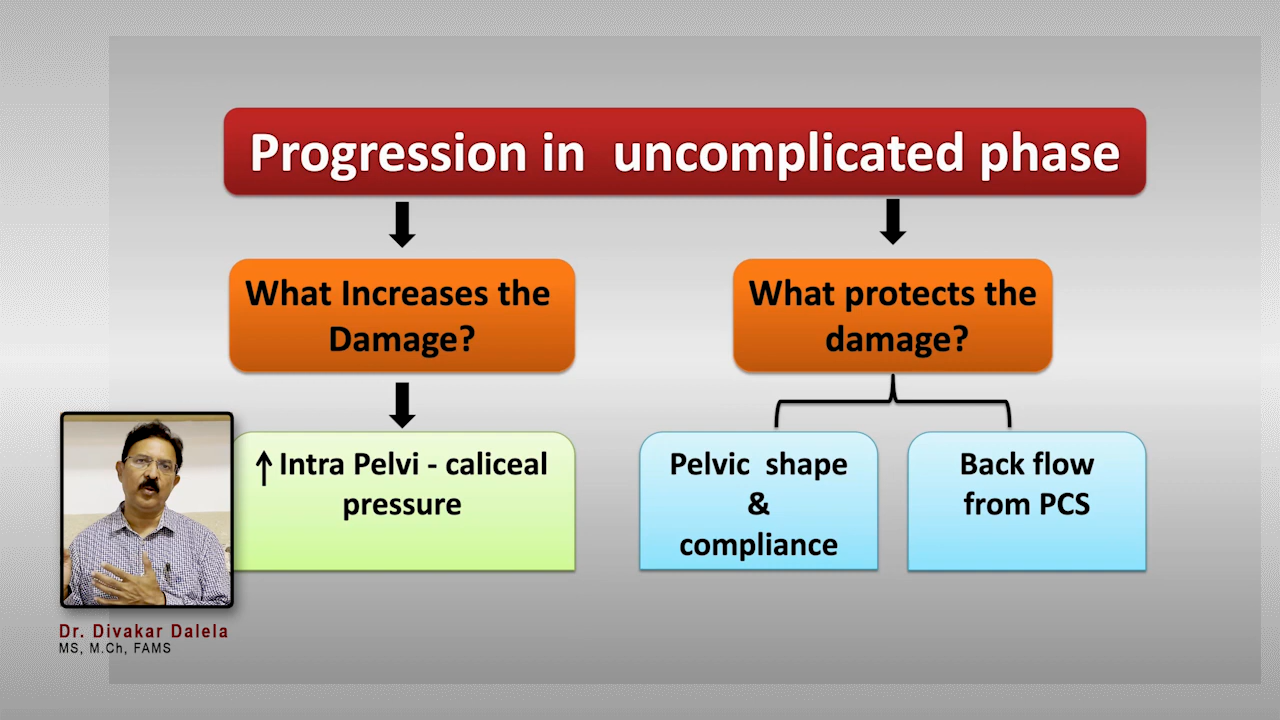 Progression in uncomplicated phase
What Increases the
Damage?
What protects the
damage?
↑ Intra Pelvi - caliceal
pressure
Pelvic shape
&
compliance
Back flow
from PCS
Dr. Divakar Dalela
MS, M.Ch, FAMS